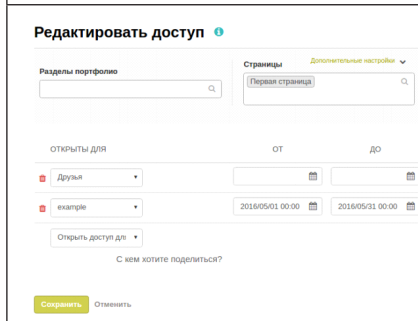 Редактировать доступ
Дополнительные настройки
Разделы портфолио
Страницы
Первая страница
ОТКРЫТЫ ДЛЯ ОТ ДО
Друзья
example 2016/05/01 00:00 2016/05/31 00:00
Открыть доступ для
С кем хотите поделиться?
Сохранить Отменить